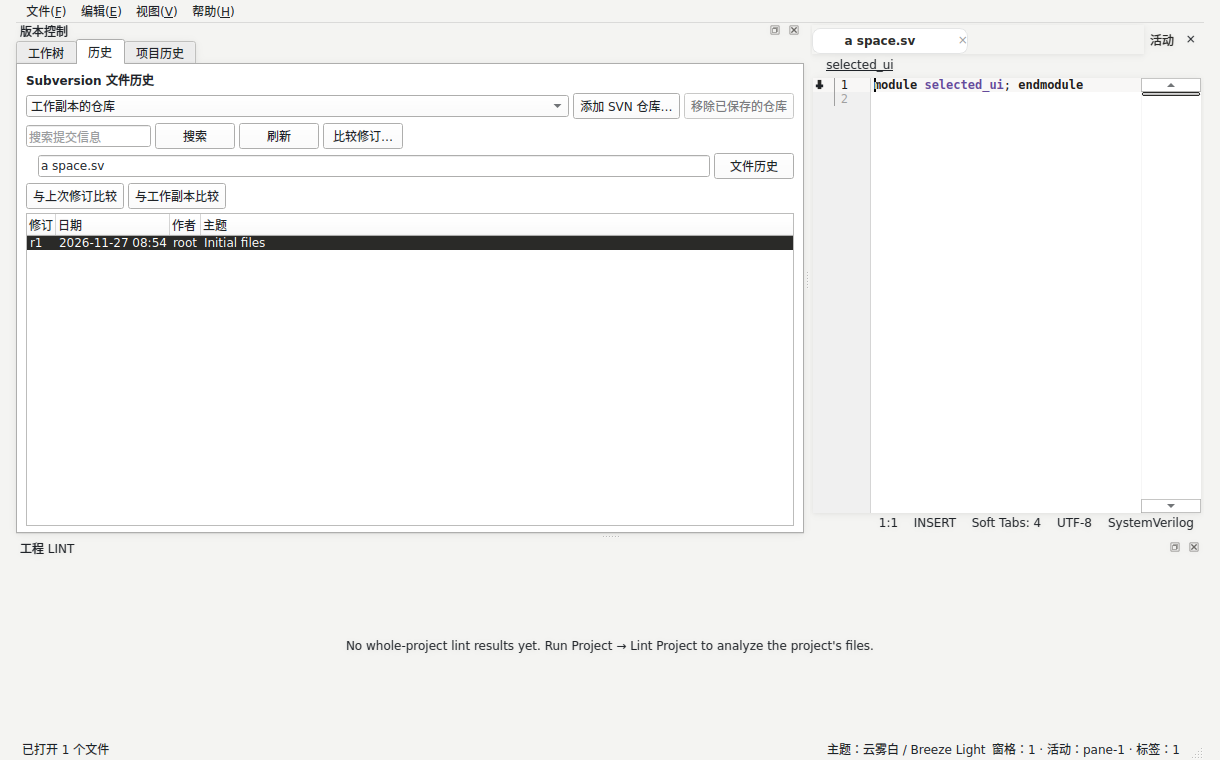 文件(F) 编辑(E) 视图(V) 帮助(H)
版本控制
工作树 历史 项目历史
Subversion 文件历史
工作副本的仓库 添加 SVN 仓库... 移除已保存的仓库
搜索提交信息 搜索 刷新 比较修订...
a space.sv 文件历史
与上次修订比较 与工作副本比较
修订 日期 作者 主题
r1 2026-11-27 08:54 root Initial files
a space.sv × 活动 ×
selected_ui
1 module selected_ui; endmodule
2
1:1 INSERT Soft Tabs: 4 UTF-8 SystemVerilog
工程 LINT
No whole-project lint results yet. Run Project → Lint Project to analyze the project's files.
已打开 1 个文件 主题：云雾白 / Breeze Light 窗格：1 · 活动：pane-1 · 标签：1